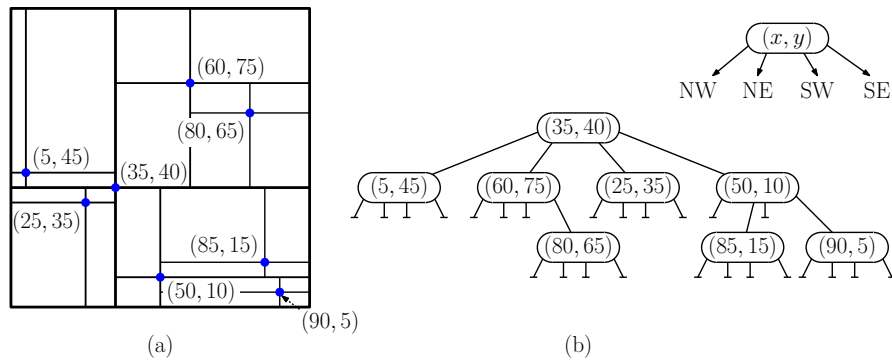 (60, 75)
(80, 65)
(5, 45)
(35, 40)
(25, 35)
(85, 15)
(50, 10)
(90, 5)
(a)
(x, y)
NW NE SW SE
(35, 40)
(5, 45) (60, 75) (25, 35) (50, 10)
(80, 65) (85, 15) (90, 5)
(b)